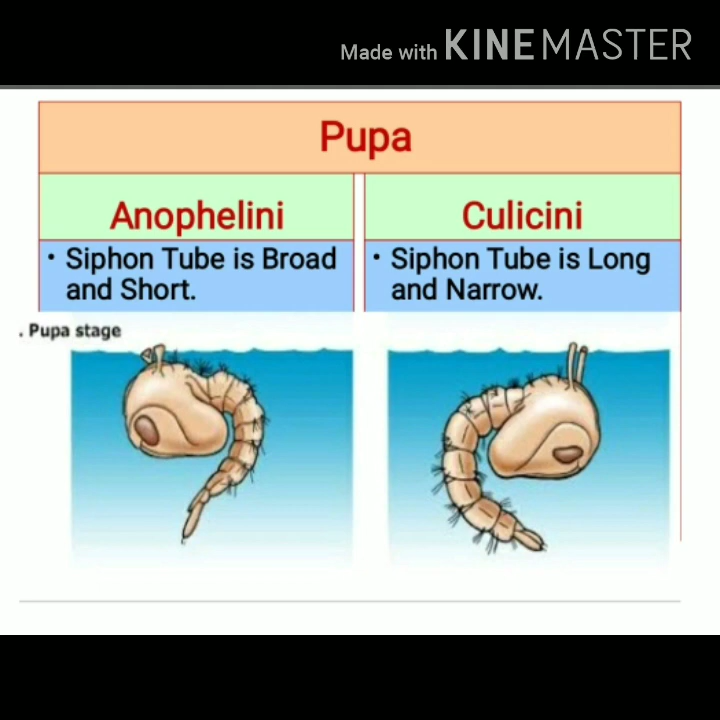 Made with KINEMASTER
Pupa
Anophelini
Culicini
• Siphon Tube is Broad
and Short.
• Siphon Tube is Long
and Narrow.
. Pupa stage